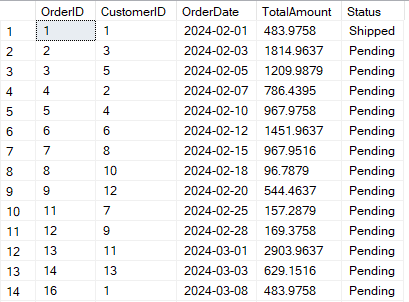 OrderID CustomerID OrderDate TotalAmount Status
1 1 1 2024-02-01 483.9758 Shipped
2 2 3 2024-02-03 1814.9637 Pending
3 3 5 2024-02-05 1209.9879 Pending
4 4 2 2024-02-07 786.4395 Pending
5 5 4 2024-02-10 967.9758 Pending
6 6 6 2024-02-12 1451.9637 Pending
7 7 8 2024-02-15 967.9516 Pending
8 8 10 2024-02-18 96.7879 Pending
9 9 12 2024-02-20 544.4637 Pending
10 11 7 2024-02-25 157.2879 Pending
11 12 9 2024-02-28 169.3758 Pending
12 13 11 2024-03-01 2903.9637 Pending
13 14 13 2024-03-03 629.1516 Pending
14 16 1 2024-03-08 483.9758 Pending